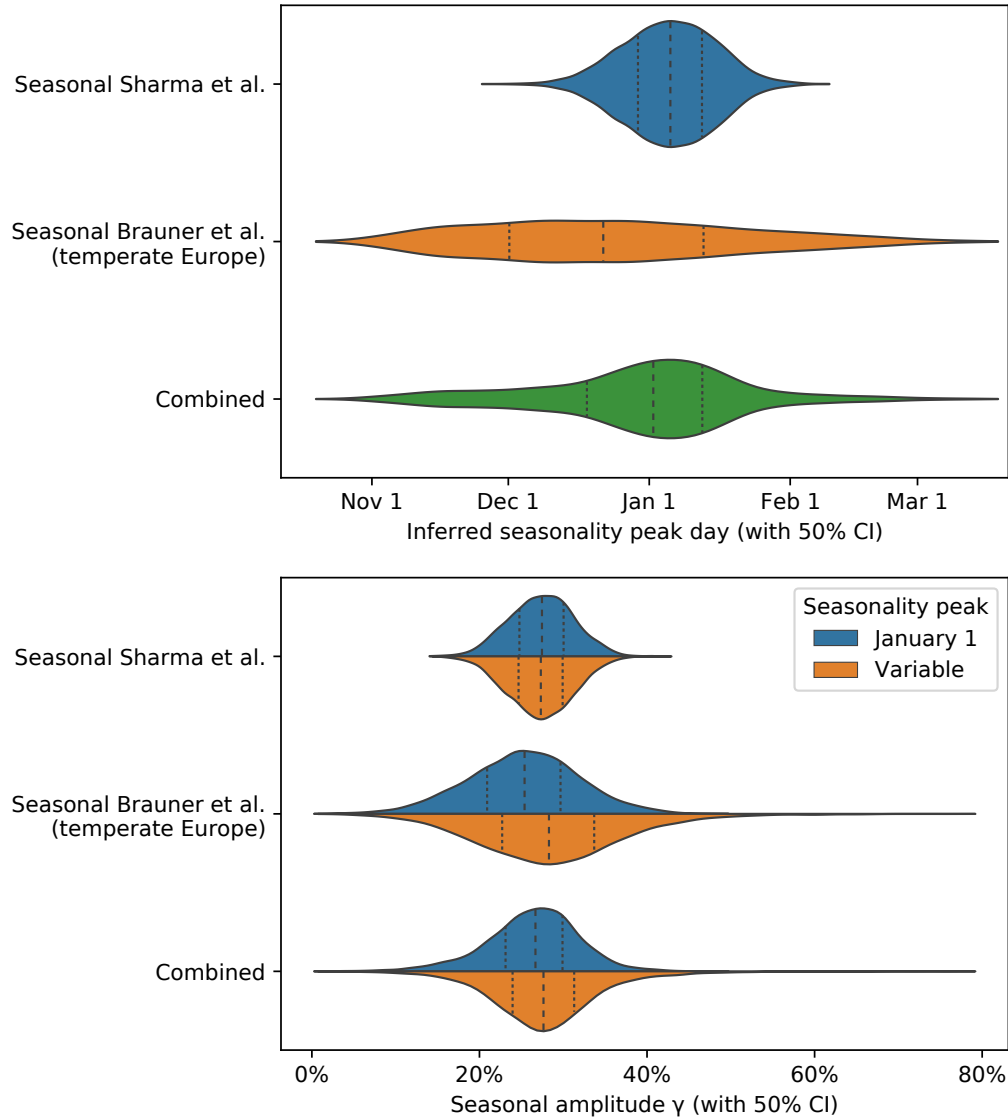 Seasonal Sharma et al.
Seasonal Brauner et al.
(temperate Europe)
Combined
Nov 1 Dec 1 Jan 1 Feb 1 Mar 1
Inferred seasonality peak day (with 50% CI)
Seasonality peak
January 1
Variable
Seasonal Sharma et al.
Seasonal Brauner et al.
(temperate Europe)
Combined
0% 20% 40% 60% 80%
Seasonal amplitude γ (with 50% CI)